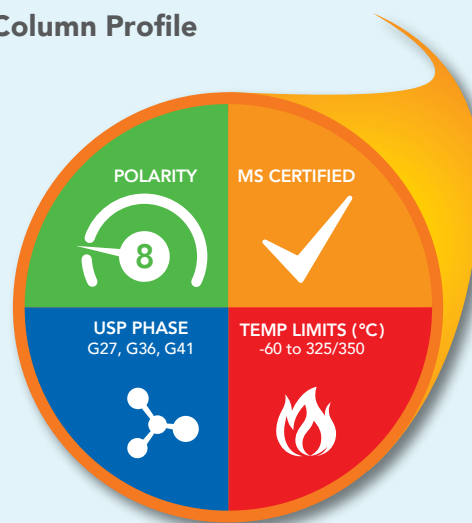 Column Profile
POLARITY
8
MS CERTIFIED
USP PHASE
G27, G36, G41
TEMP LIMITS (°C)
-60 to 325/350